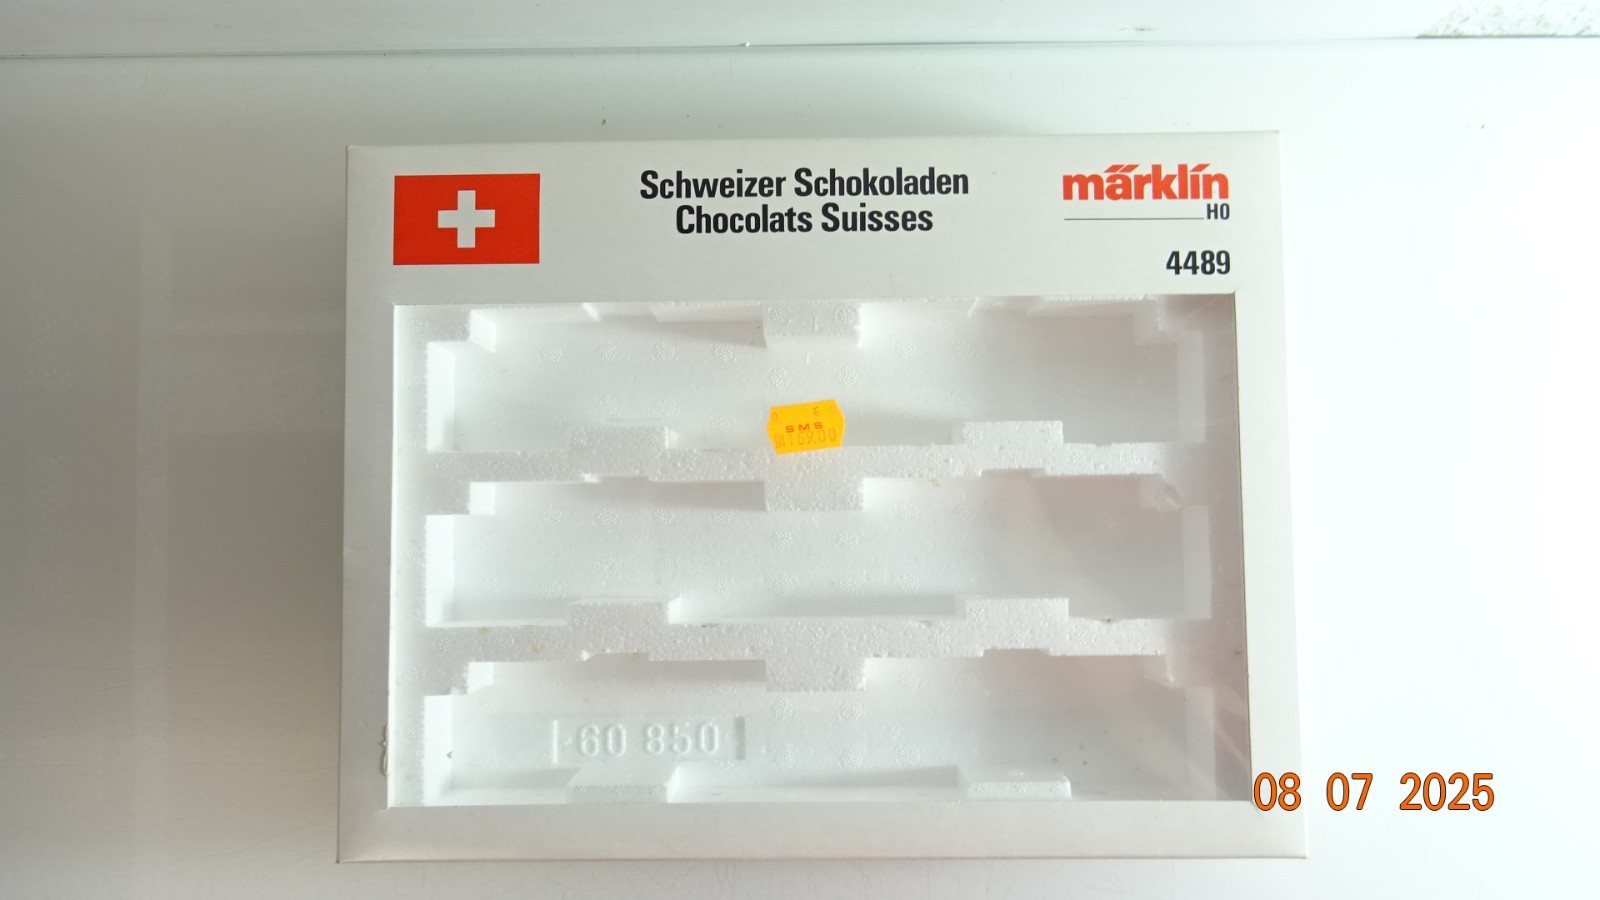 Schweizer Schokoladen
Chocolats Suisses
märklin
H0
4489
SMS
60 850
08 07 2025